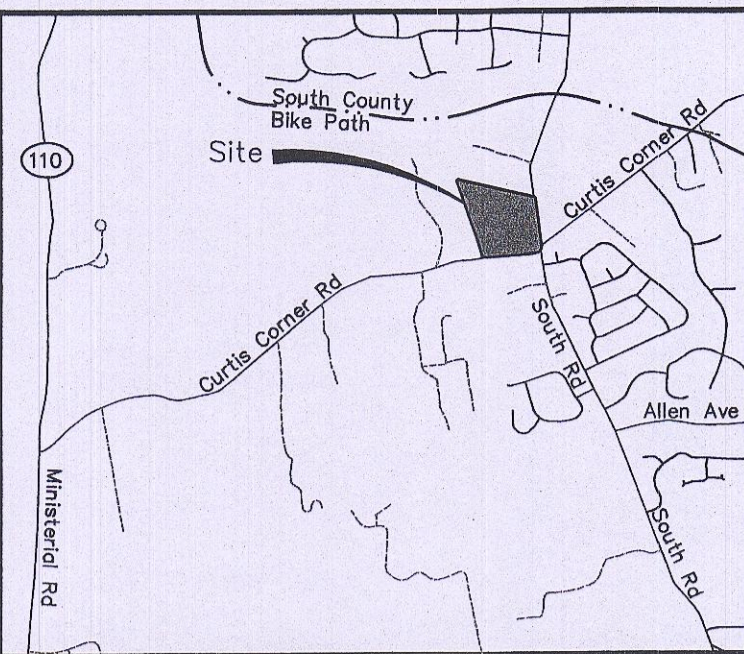 South County
Bike Path
Curtis Corner Rd
110
Site
Curtis Corner Rd
South Rd
Allen Ave
Ministerial Rd
South Rd